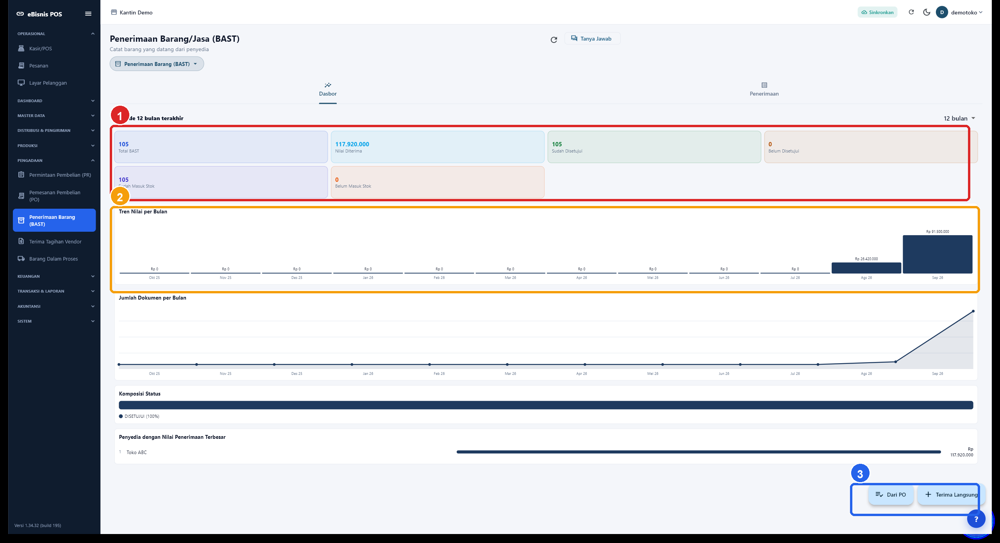 eBisnis POS
OPERASIONAL
Kasir/POS
Pesanan
Layar Pelanggan
DASHBOARD
MASTER DATA
DISTRIBUSI & PENGIRIMAN
PRODUKSI
PENGADAAN
Permintaan Pembelian (PR)
Pemesanan Pembelian
(PO)
Penerimaan Barang
(BAST)
Terima Tagihan Vendor
Barang Dalam Proses
KEUANGAN
TRANSAKSI & LAPORAN
AKUNTANSI
SISTEM
Versi 1.34.32 (build 195)
Kantin Demo
Sinkronkan
D
demotoko
Penerimaan Barang/Jasa (BAST)
Tanya Jawab
Catat barang yang datang dari penyedia
Penerimaan Barang (BAST)
Dasbor
Penerimaan
1
de 12 bulan terakhir
12 bulan
105
Total BAST
117.920.000
Nilai Diterima
105
Sudah Disetujui
0
Belum Disetujui
105
Sudah Masuk Stok
0
Belum Masuk Stok
2
Tren Nilai per Bulan
Rp 0 Rp 0 Rp 0 Rp 0 Rp 0 Rp 0 Rp 0 Rp 0 Rp 0 Rp 0 Rp 26.420.000 Rp 91.500.000
Okt 25 Nov 25 Des 25 Jan 26 Feb 26 Mar 26 Apr 26 Mei 26 Jun 26 Jul 26 Ags 26 Sep 26
Jumlah Dokumen per Bulan
Okt 25 Nov 25 Des 25 Jan 26 Feb 26 Mar 26 Apr 26 Mei 26 Jun 26 Jul 26 Ags 26 Sep 26
Komposisi Status
DISETUJUI (100%)
Penyedia dengan Nilai Penerimaan Terbesar
1 Toko ABC
Rp
117.920.000
3
Dari PO
Terima Langsung
?